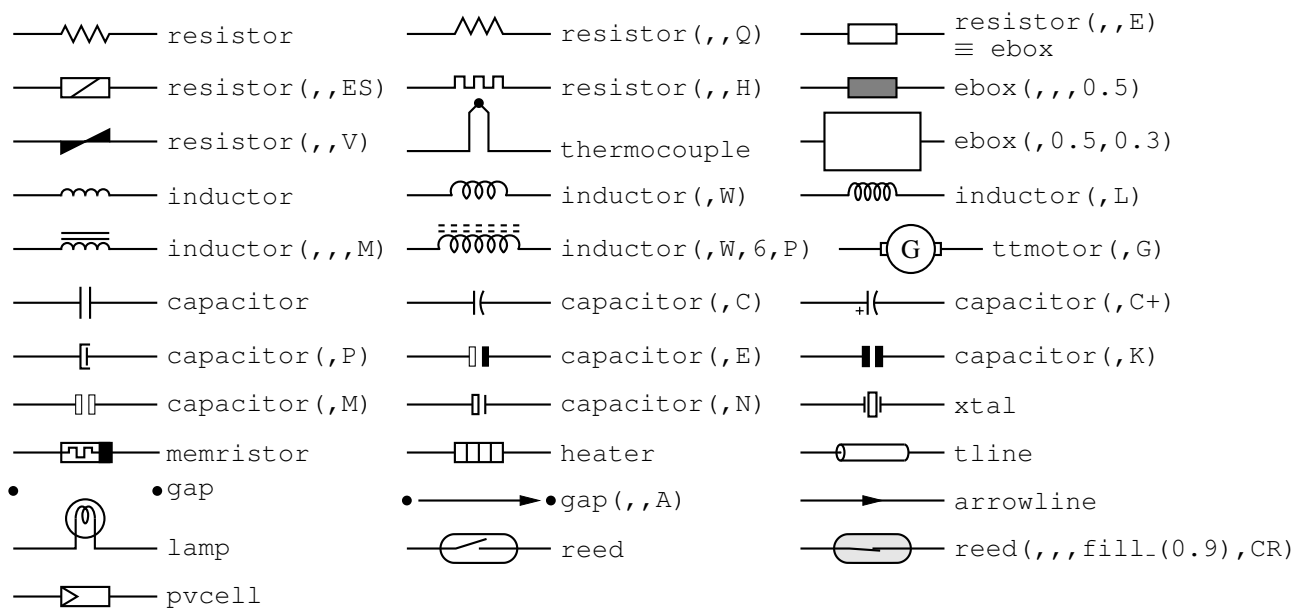 resistor
resistor(,,Q)
resistor(,,E)
≡ ebox
resistor(,,ES)
resistor(,,H)
ebox(,,,0.5)
resistor(,,V)
thermocouple
ebox(,0.5,0.3)
inductor
inductor(,W)
inductor(,L)
inductor(,,,M)
inductor(,W,6,P)
G
ttmotor(,G)
capacitor
capacitor(,C)
+
capacitor(,C+)
capacitor(,P)
capacitor(,E)
capacitor(,K)
capacitor(,M)
capacitor(,N)
xtal
memristor
heater
tline
gap
gap(,,A)
arrowline
lamp
reed
reed(,,,fill_(0.9),CR)
pvcell